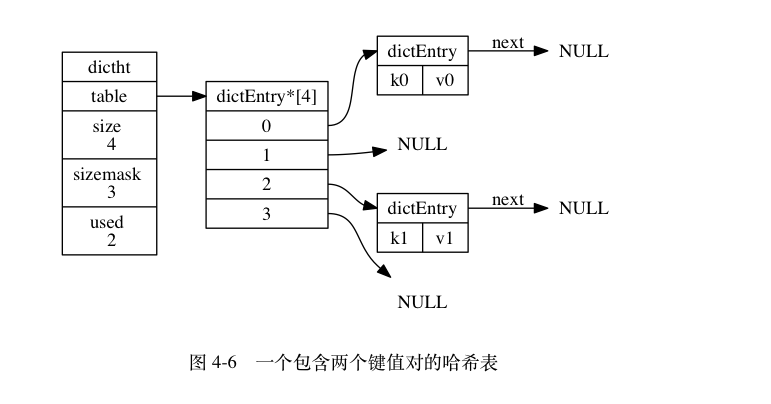 dictht
table
size
4
sizemask
3
used
2
dictEntry*[4]
0
1
2
3
dictEntry
k0 v0
next
NULL
NULL
dictEntry
k1 v1
next
NULL
NULL
图 4-6 一个包含两个键值对的哈希表